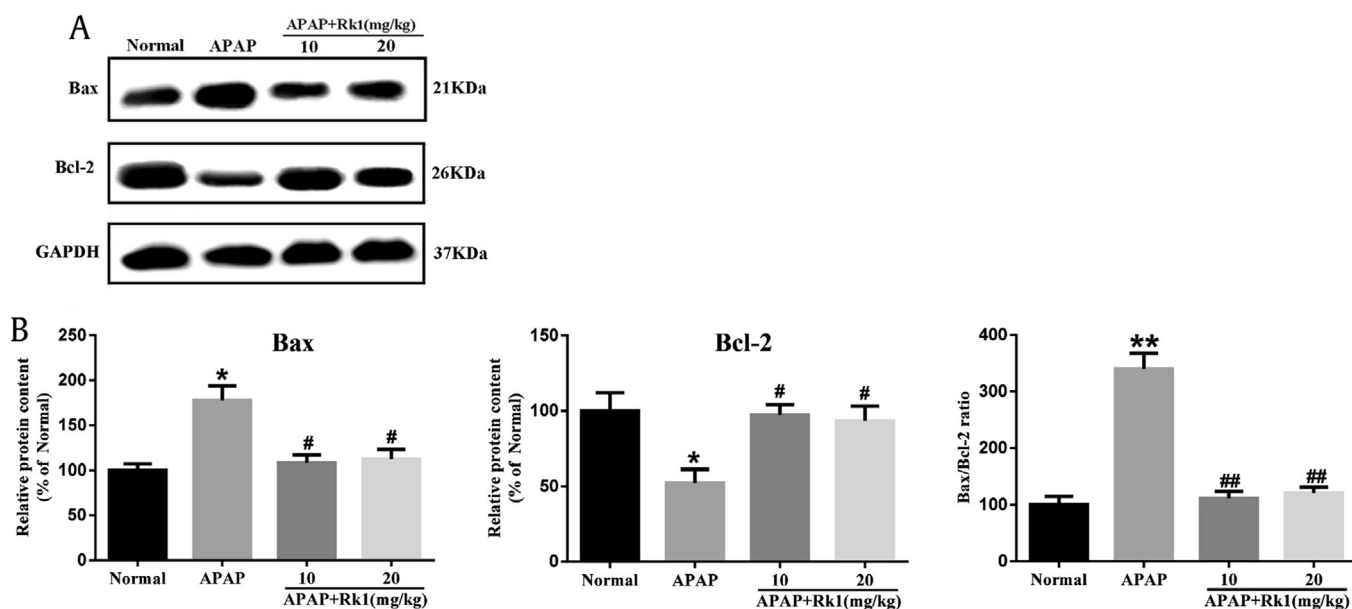 A
APAP+Rk1(mg/kg)
Normal APAP 10 20
Bax 21KDa
Bcl-2 26KDa
GAPDH 37KDa
B
Bax
Relative protein content
(% of Normal)
250
200
150
100
50
0
*
#
#
Normal APAP 10 20
APAP+Rk1(mg/kg)
Bcl-2
Relative protein content
(% of Normal)
150
100
50
0
*
#
#
Normal APAP 10 20
APAP+Rk1(mg/kg)
Bax/Bcl-2 ratio
400
300
200
100
0
**
##
##
Normal APAP 10 20
APAP+Rk1(mg/kg)